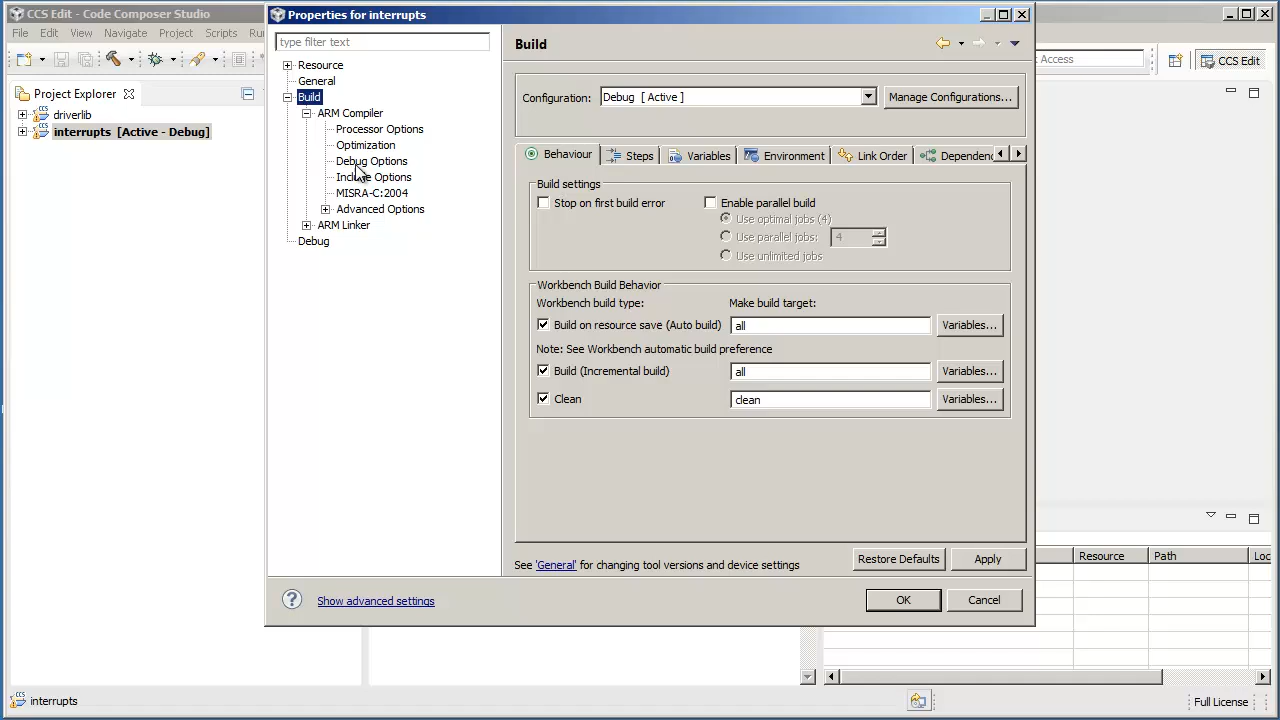 CCS Edit - Code Composer Studio
File Edit View Navigate Project Scripts Ru
Access
CCS Edit
Project Explorer
driverlib
interrupts [Active - Debug]
Properties for interrupts
type filter text
Resource
General
Build
ARM Compiler
Processor Options
Optimization
Debug Options
Include Options
MISRA-C:2004
Advanced Options
ARM Linker
Debug
Build
Configuration: Debug [ Active ] Manage Configurations...
Behaviour Steps Variables Environment Link Order Dependenc
Build settings
Stop on first build error Enable parallel build
Use optimal jobs (4)
Use parallel jobs: 4
Use unlimited jobs
Workbench Build Behavior
Workbench build type: Make build target:
Build on resource save (Auto build) all Variables...
Note: See Workbench automatic build preference
Build (Incremental build) all Variables...
Clean clean Variables...
Restore Defaults Apply
See 'General' for changing tool versions and device settings
Show advanced settings OK Cancel
Resource Path Loc
interrupts Full License